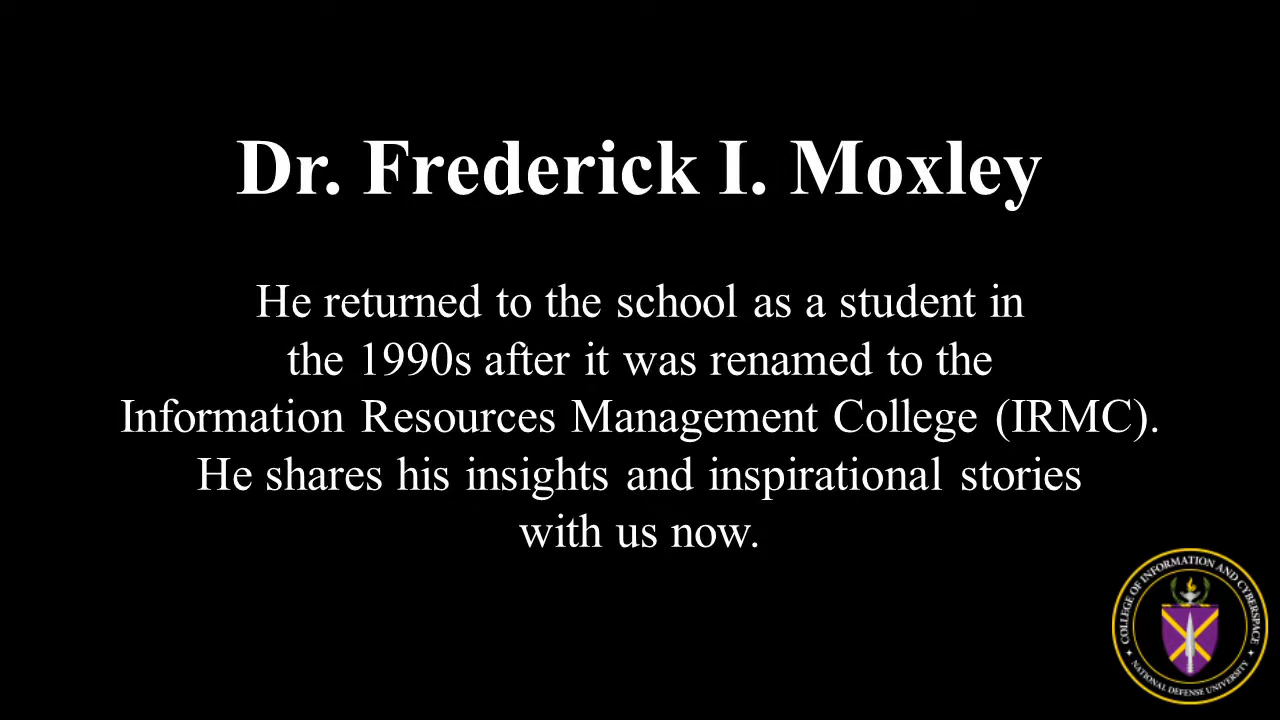 Dr. Frederick I. Moxley
He returned to the school as a student in
the 1990s after it was renamed to the
Information Resources Management College (IRMC).
He shares his insights and inspirational stories
with us now.
COLLEGE OF INFORMATION AND CYBERSPACE
NATIONAL DEFENSE UNIVERSITY